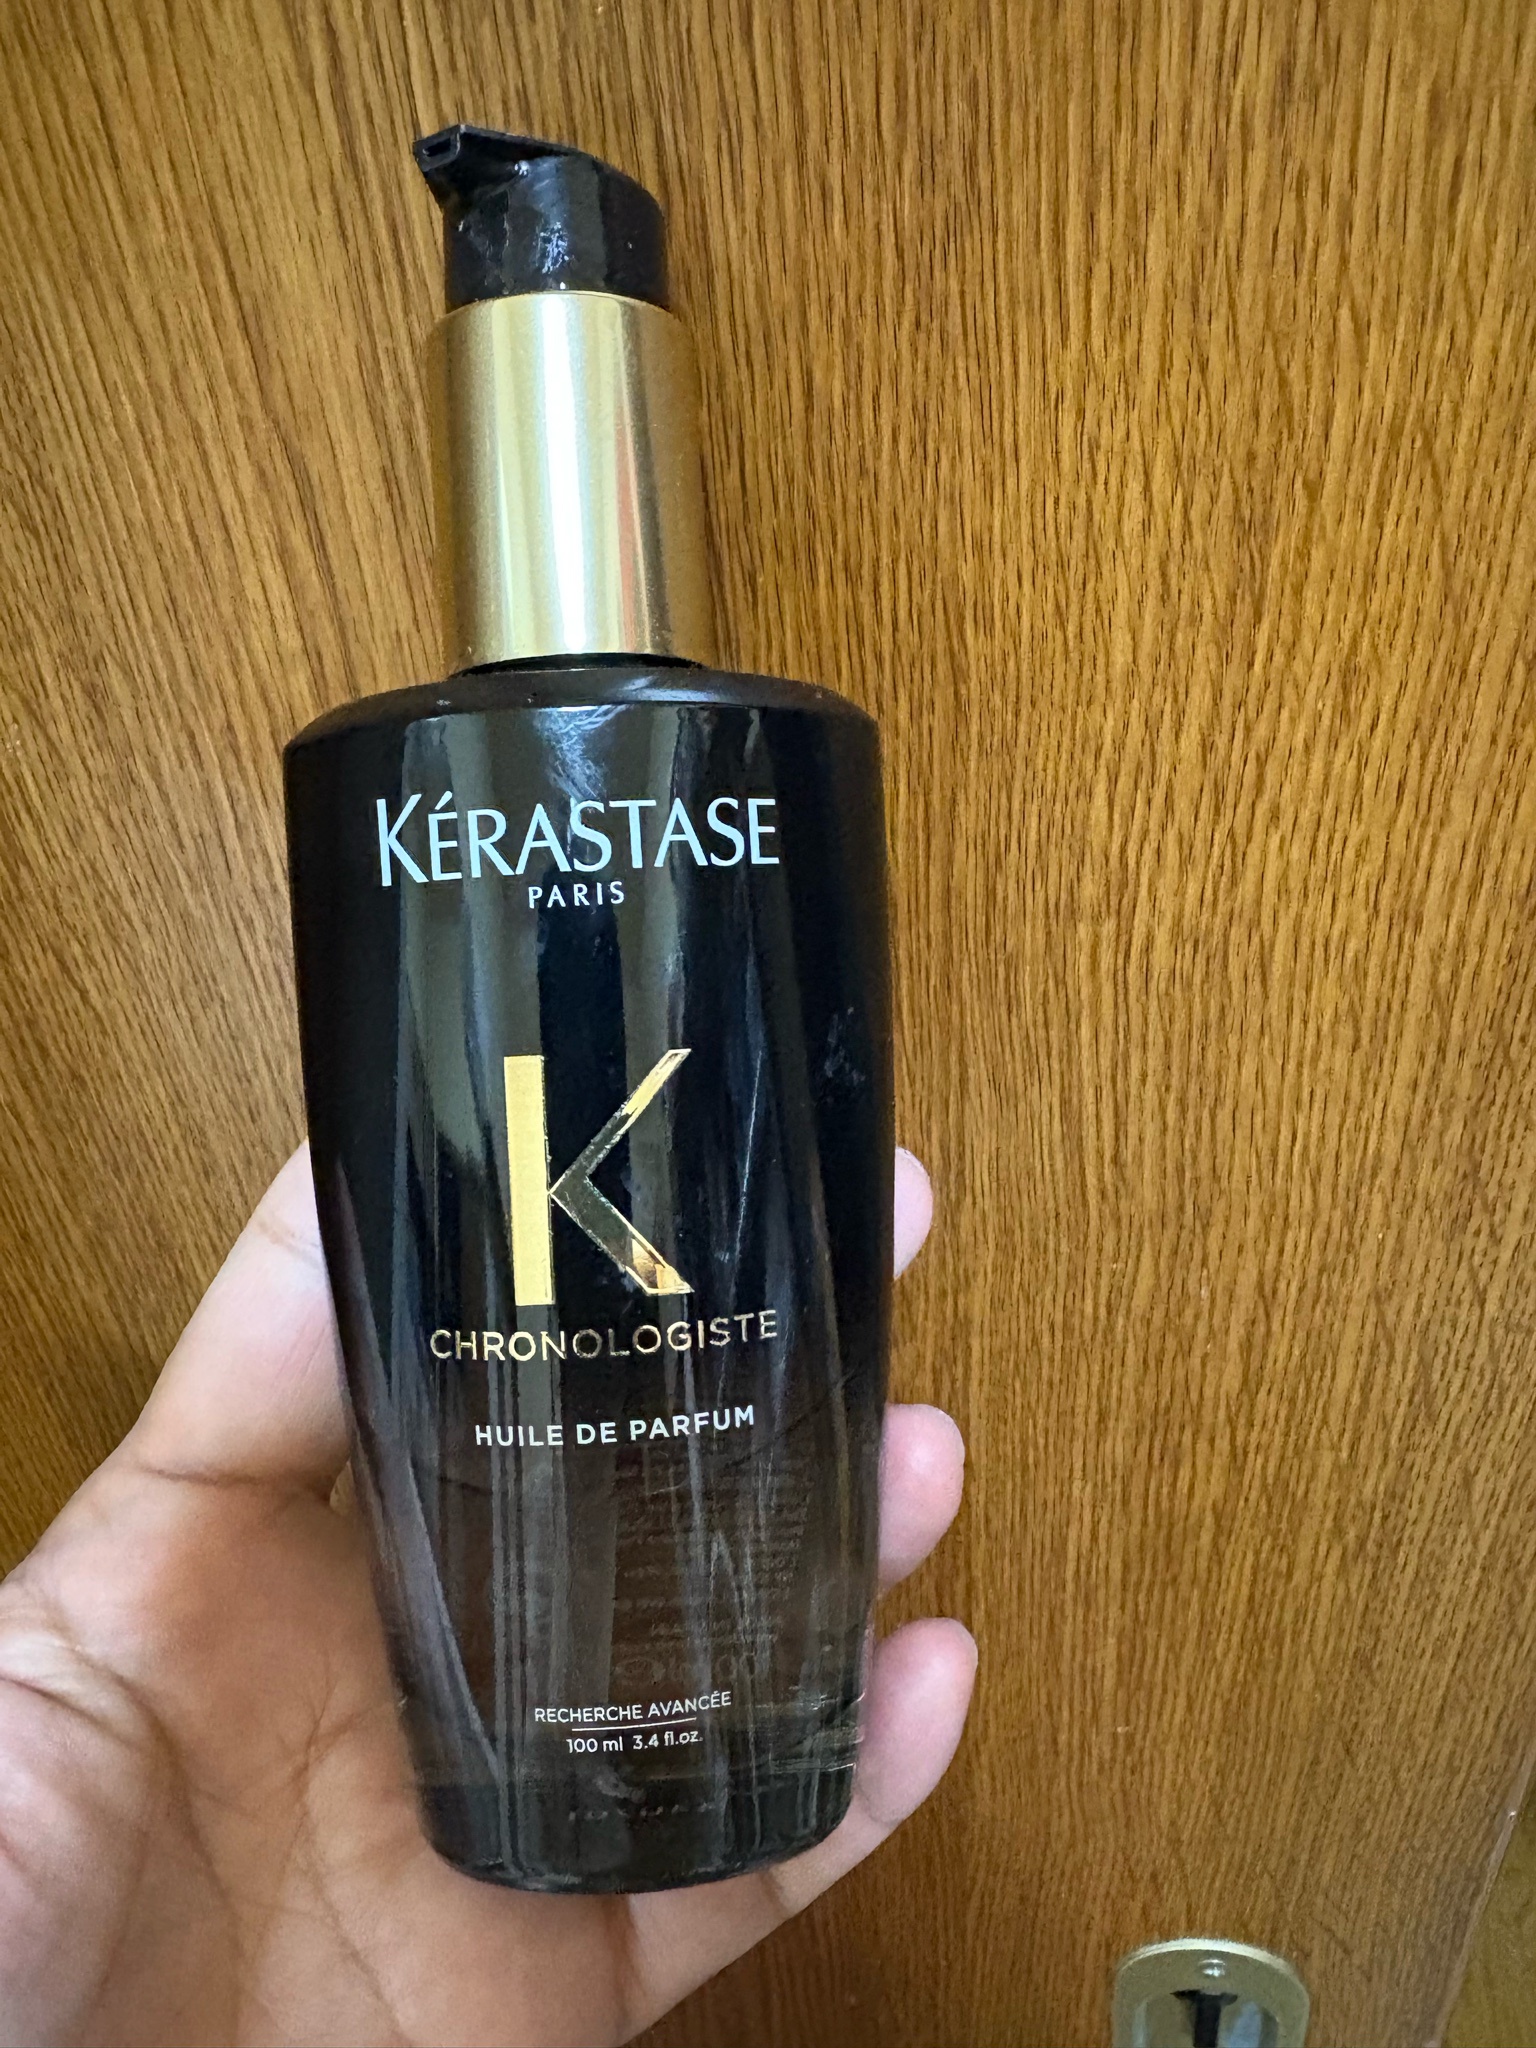 KÉRASTASE
PARIS
K
CHRONOLOGISTE
HUILE DE PARFUM
RECHERCHE AVANCÉE
100 ml 3.4 fl.oz.